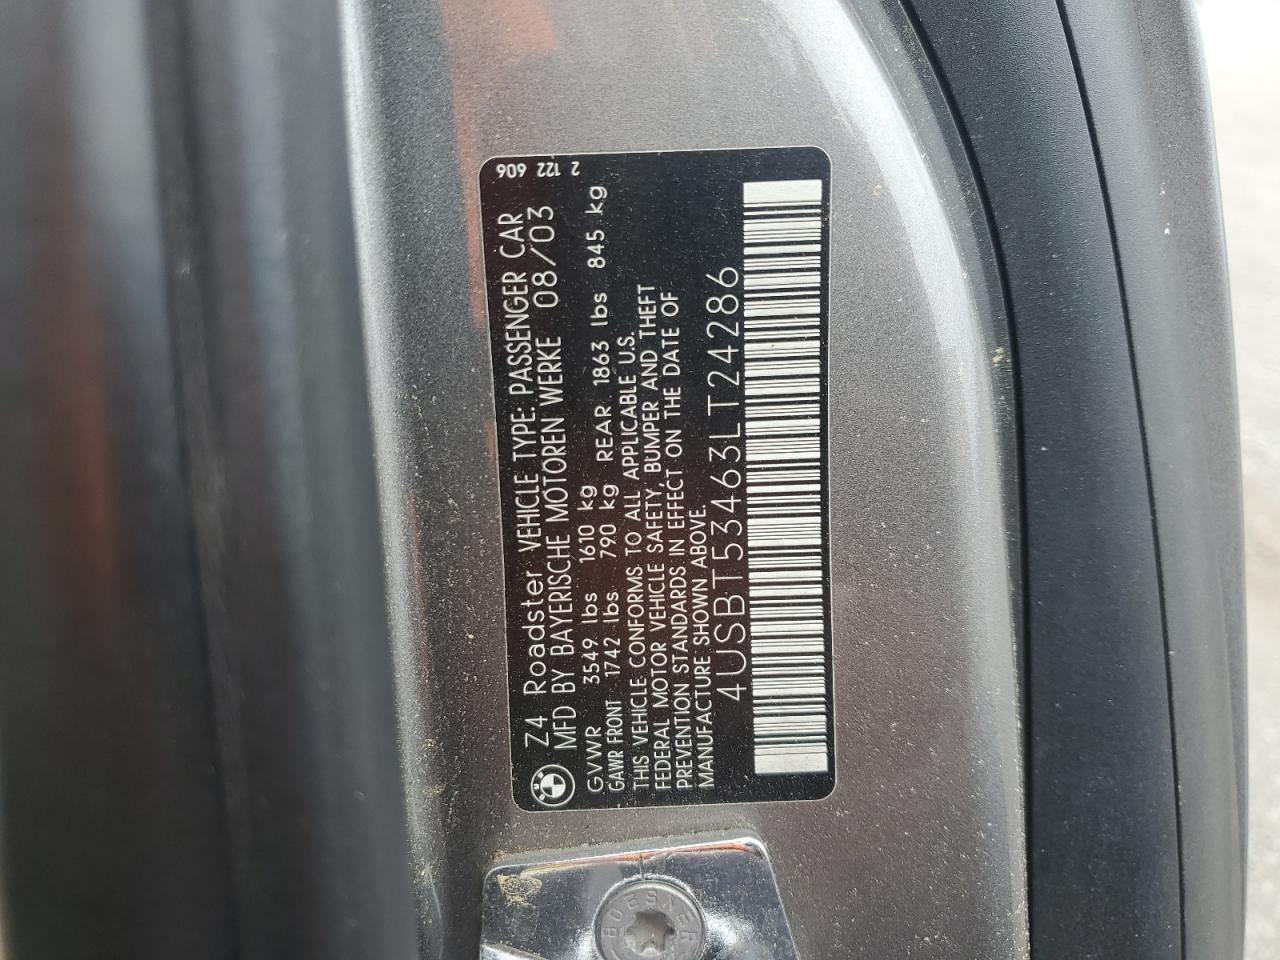 Z4 Roadster VEHICLE TYPE: PASSENGER CAR
MFD BY BAYERISCHE MOTOREN WERKE 08/03
2 122 606
GVWR 3549 lbs 1610 kg
GAWR FRONT 1742 lbs 790 kg REAR 1863 lbs 845 kg
THIS VEHICLE CONFORMS TO ALL APPLICABLE U.S.
FEDERAL MOTOR VEHICLE SAFETY, BUMPER AND THEFT
PREVENTION STANDARDS IN EFFECT ON THE DATE OF
MANUFACTURE SHOWN ABOVE.
4USBT53463LT24286